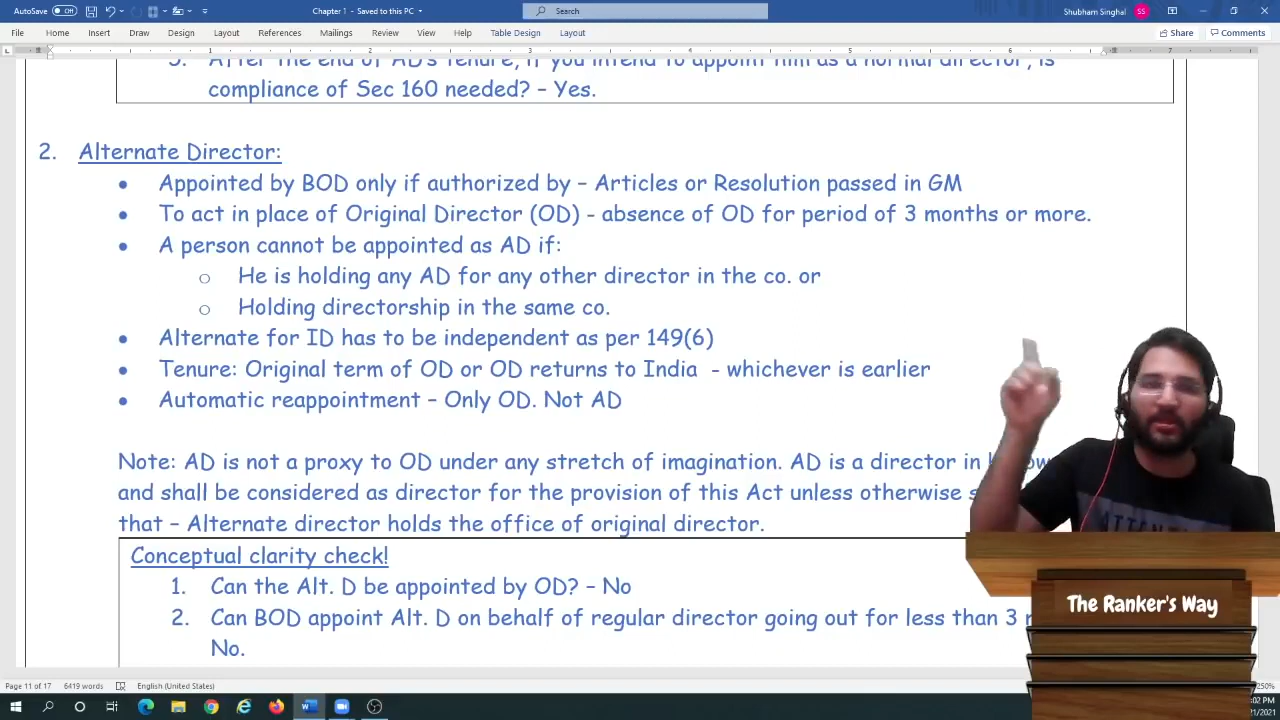 AutoSave Off
Chapter 1 - Saved to this PC
Search
Shubham Singhal
SS
File Home Insert Draw Design Layout References Mailings Review View Help Table Design Layout
Share Comments
1 2 3 4 5 6 7
3. After the end of AD's tenure, if you intend to appoint him as a normal director, is
compliance of Sec 160 needed? – Yes.
2. Alternate Director:
• Appointed by BOD only if authorized by – Articles or Resolution passed in GM
• To act in place of Original Director (OD) - absence of OD for period of 3 months or more.
• A person cannot be appointed as AD if:
o He is holding any AD for any other director in the co. or
o Holding directorship in the same co.
• Alternate for ID has to be independent as per 149(6)
• Tenure: Original term of OD or OD returns to India - whichever is earlier
• Automatic reappointment – Only OD. Not AD
Note: AD is not a proxy to OD under any stretch of imagination. AD is a director in
and shall be considered as director for the provision of this Act unless otherwise
that – Alternate director holds the office of original director.
Conceptual clarity check!
1. Can the Alt. D be appointed by OD? – No
2. Can BOD appoint Alt. D on behalf of regular director going out for less than 3
No.
The Ranker's Way
Page 11 of 17 6419 words English (United States)
250%